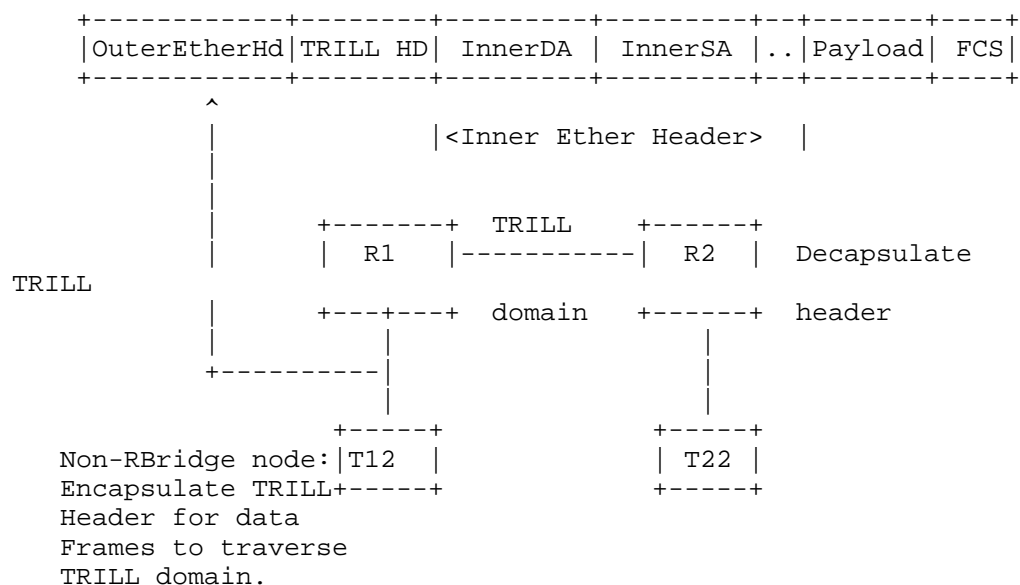 |OuterEtherHd|TRILL HD| InnerDA | InnerSA |..|Payload| FCS|
|<Inner Ether Header> |
TRILL
| R1 |-----------| R2 | Decapsulate
TRILL
domain header
Non-RBridge node:|T12 | | T22 |
Encapsulate TRILL
Header for data
Frames to traverse
TRILL domain.